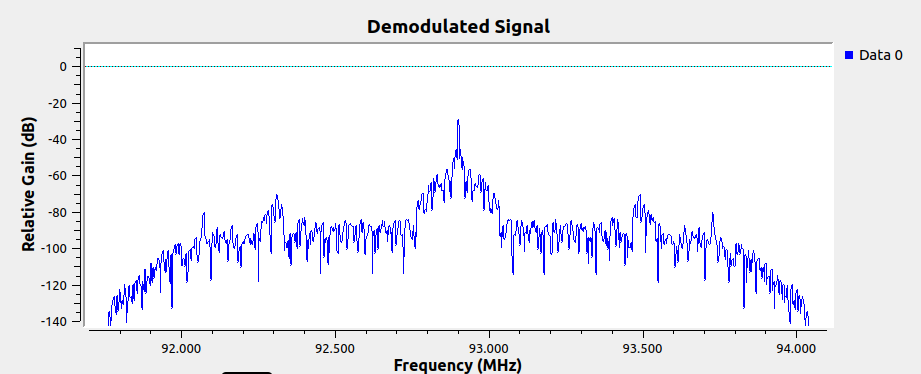 Demodulated Signal
Data 0
Relative Gain (dB)
0
-20
-40
-60
-80
-100
-120
-140
92.000 92.500 93.000 93.500 94.000
Frequency (MHz)